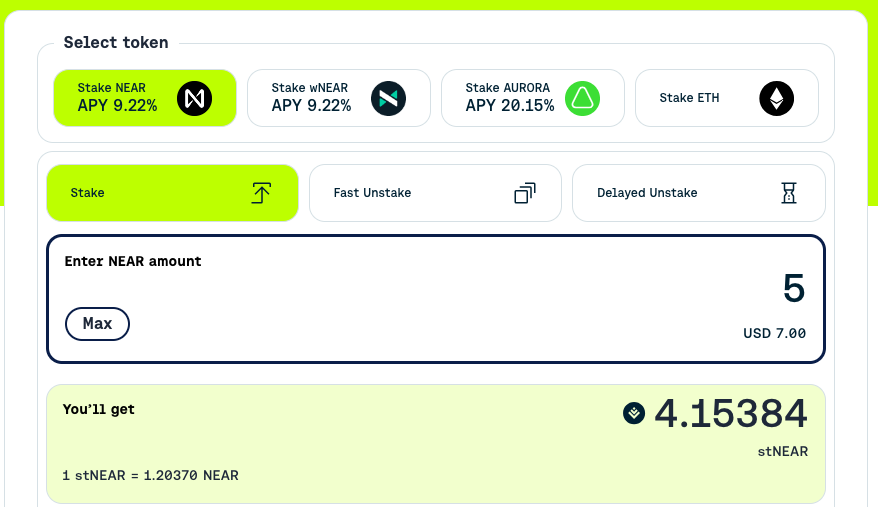 Select token
Stake NEAR
APY 9.22%
Stake wNEAR
APY 9.22%
Stake AURORA
APY 20.15%
Stake ETH
Stake
Fast Unstake
Delayed Unstake
Enter NEAR amount
5
Max
USD 7.00
You’ll get
4.15384
stNEAR
1 stNEAR = 1.20370 NEAR